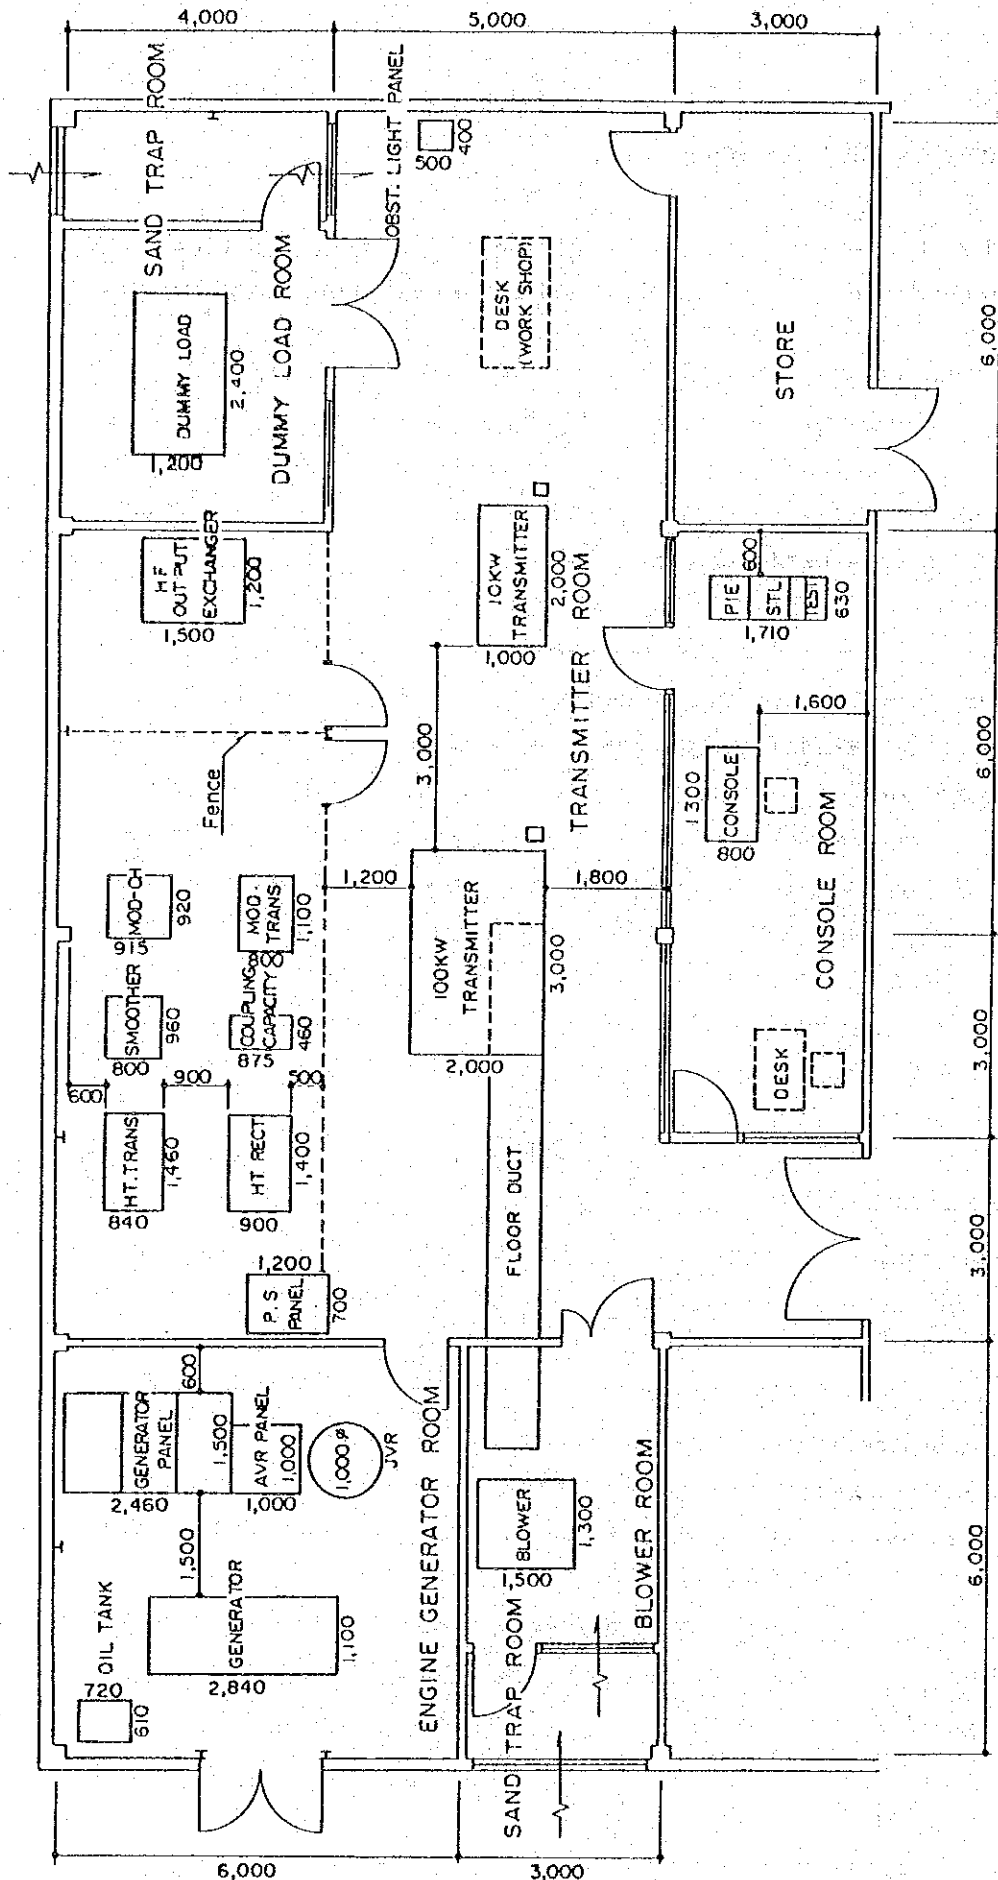 4,000
5,000
3,000
SAND TRAP ROOM
OBST. LIGHT PANEL
500
400
DUMMY LOAD
2,400
1,200
DUMMY LOAD ROOM
DESK
(WORK SHOP)
STORE
6,000
HF
OUTPUT
EXCHANGER
1,200
1,500
10KW
TRANSMITTER
2,000
1,000
TRANSMITTER ROOM
600
PIE
STL
TEST
630
1,710
1,600
Fence
3,000
1300
CONSOLE
800
CONSOLE ROOM
6,000
MOD-CH
920
915
MOD.
TRANS
1,100
800
1,200
100KW
TRANSMITTER
3,000
2,000
1,800
SMOOTHER
960
800
COUPLING
CAPACITY
460
875
600
900
500
DESK
3,000
HT.TRANS
1,460
840
HT RECT
1,400
900
FLOOR DUCT
3,000
1,200
P.S
PANEL
700
600
GENERATOR
PANEL
1,500
2,460
AVR PANEL
1,000
1,000
1,000ø
JVR
ENGINE GENERATOR ROOM
BLOWER
1,300
1,500
BLOWER ROOM
6,000
1,500
OIL TANK
720
610
GENERATOR
1,100
2,840
SAND TRAP ROOM
6,000
3,000